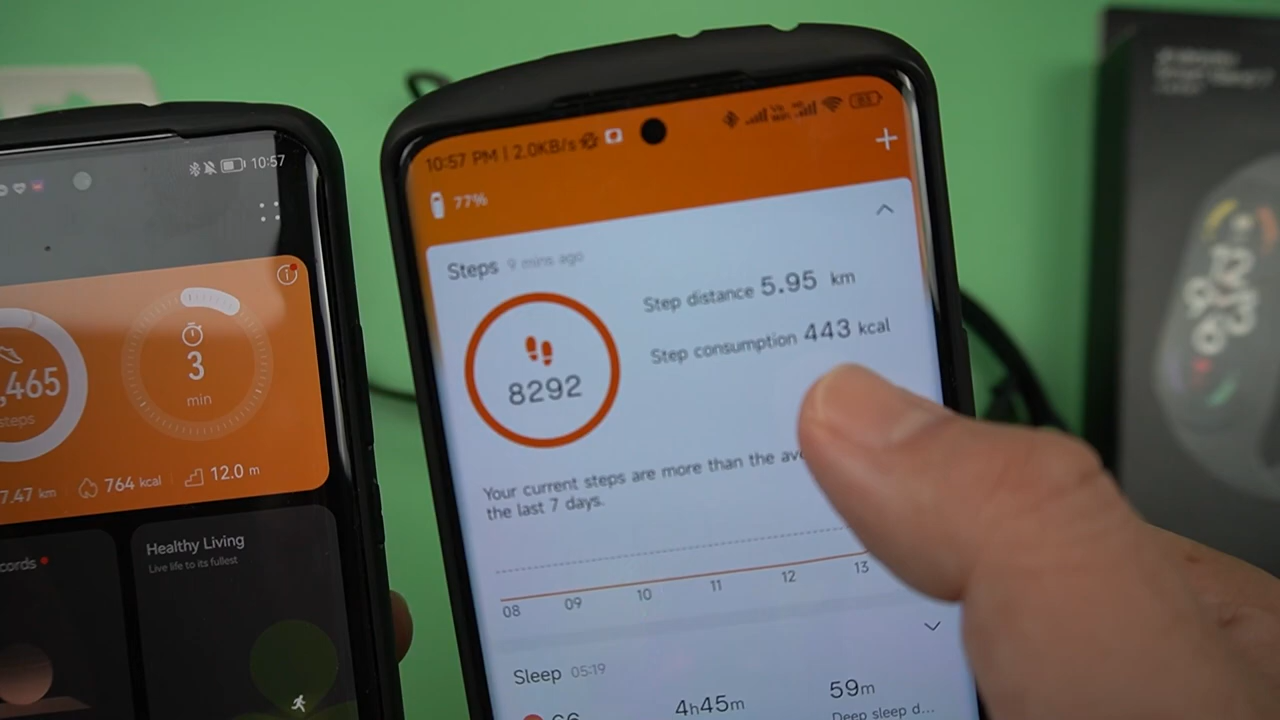 10:57
,465
steps
3
min
7.47 km
764 kcal
12.0 m
cords
Healthy Living
Live life to its fullest
10:57 PM | 2.0KB/s
77%
Steps 9 mins ago
8292
Step distance 5.95 km
Step consumption 443 kcal
Your current steps are more than the ave
the last 7 days.
08 09 10 11 12 13
Sleep 05:19
66
4h45m
59m
Deep sleep d...